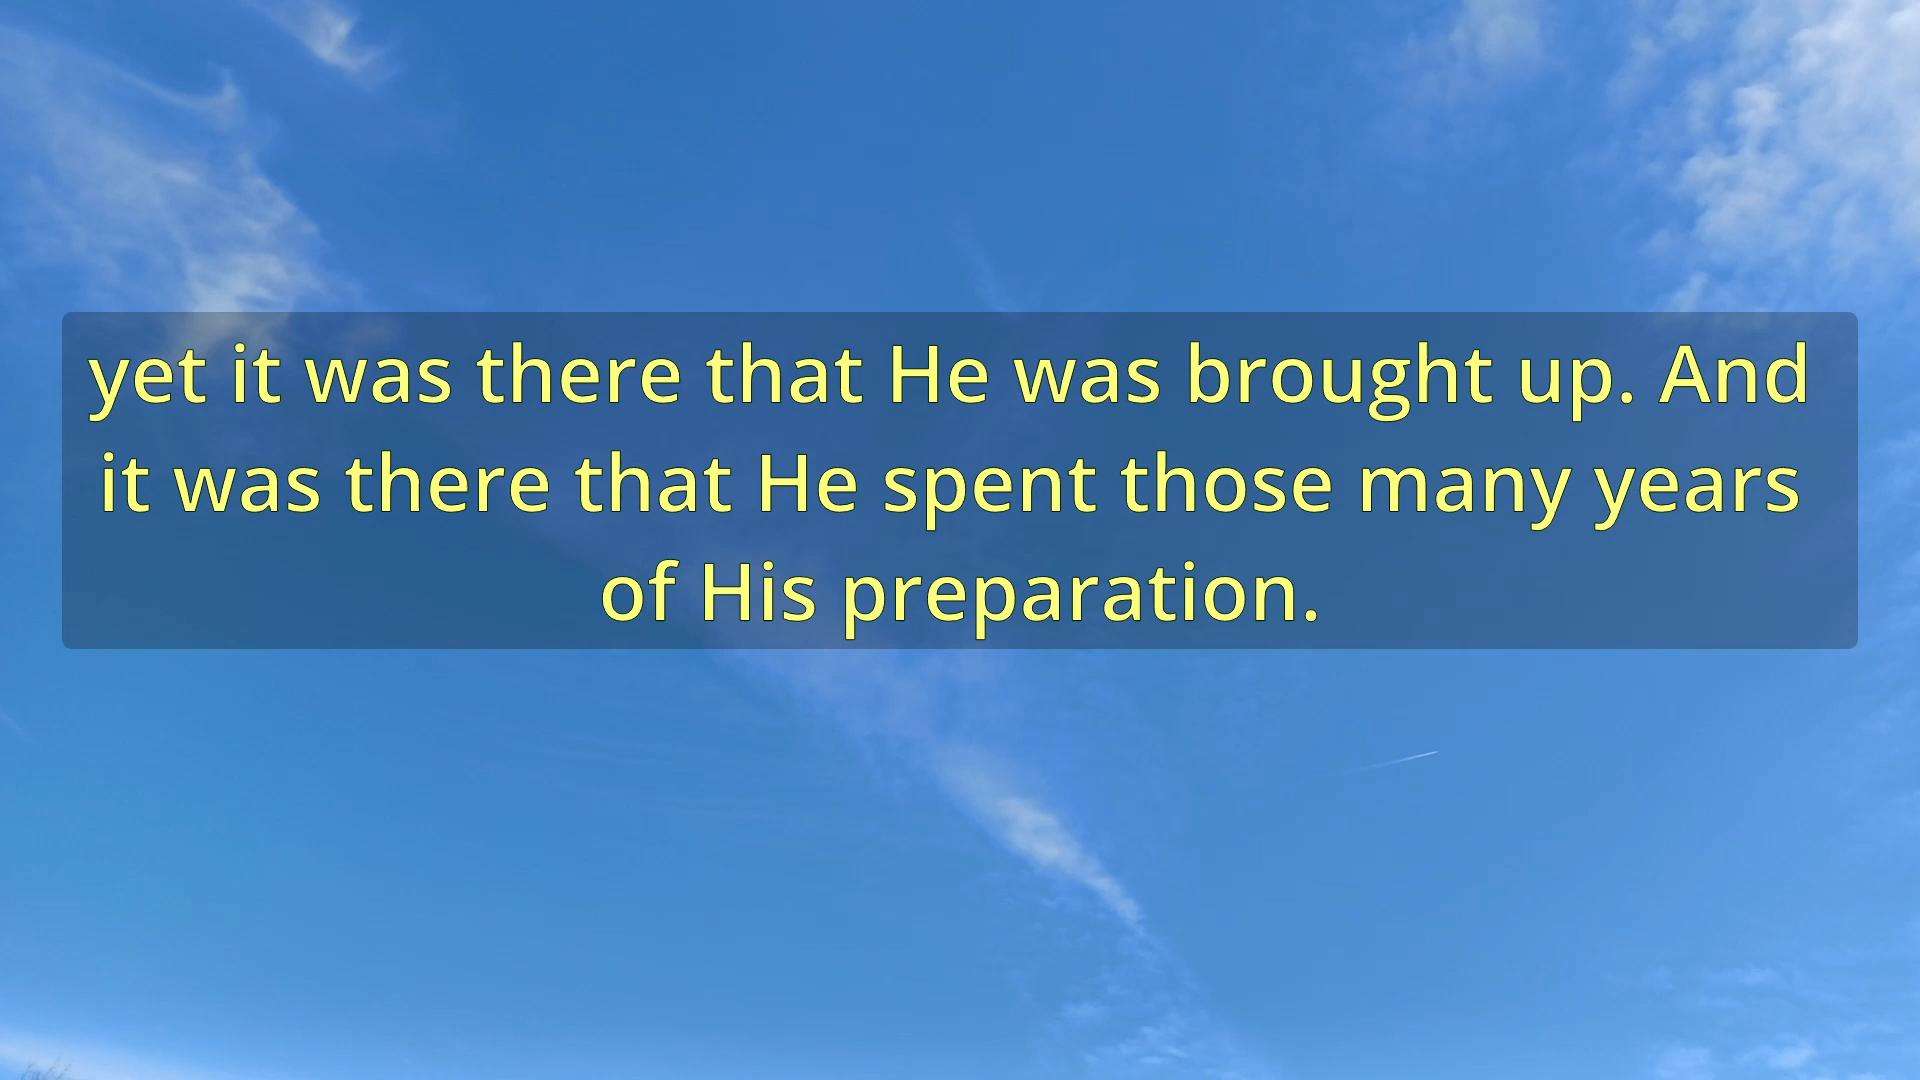 yet it was there that He was brought up. And
it was there that He spent those many years
of His preparation.